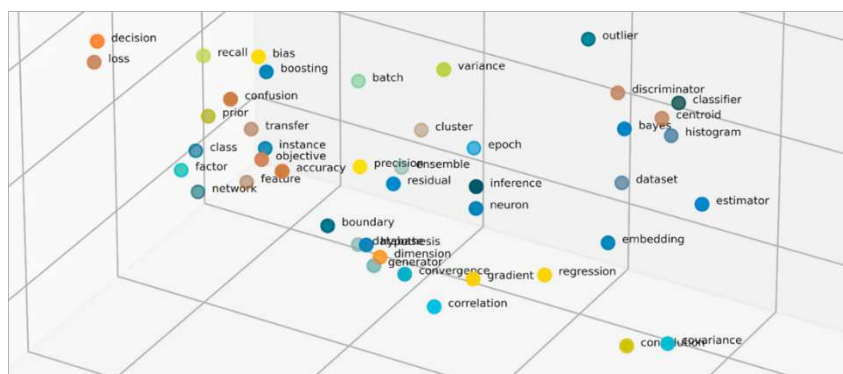 decision
loss
recall
bias
boosting
batch
variance
outlier
confusion
prior
transfer
cluster
discriminator
classifier
centroid
bayes
histogram
class
instance
objective
accuracy
factor
feature
network
precision
ensemble
residual
epoch
inference
neuron
dataset
estimator
boundary
hypothesis
dimension
generator
convergence
gradient
regression
embedding
correlation
covariance